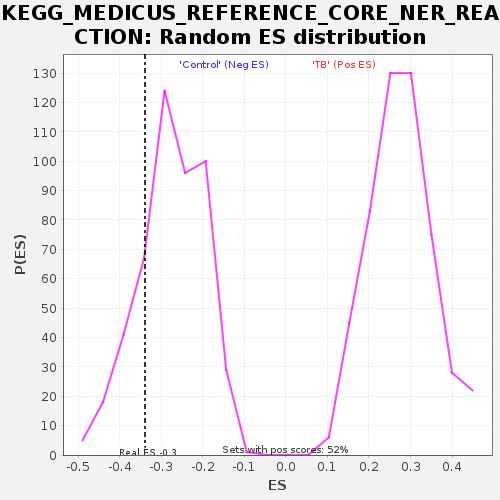 KEGG_MEDICUS_REFERENCE_CORE_NER_REA
CTION: Random ES distribution
'Control' (Neg ES)
'TB' (Pos ES)
130
120
110
100
90
80
70
60
50
40
30
20
10
0
P(ES)
Real ES -0.3
Sets with pos scores: 52%
-0.5 -0.4 -0.3 -0.2 -0.1 0.0 0.1 0.2 0.3 0.4
ES